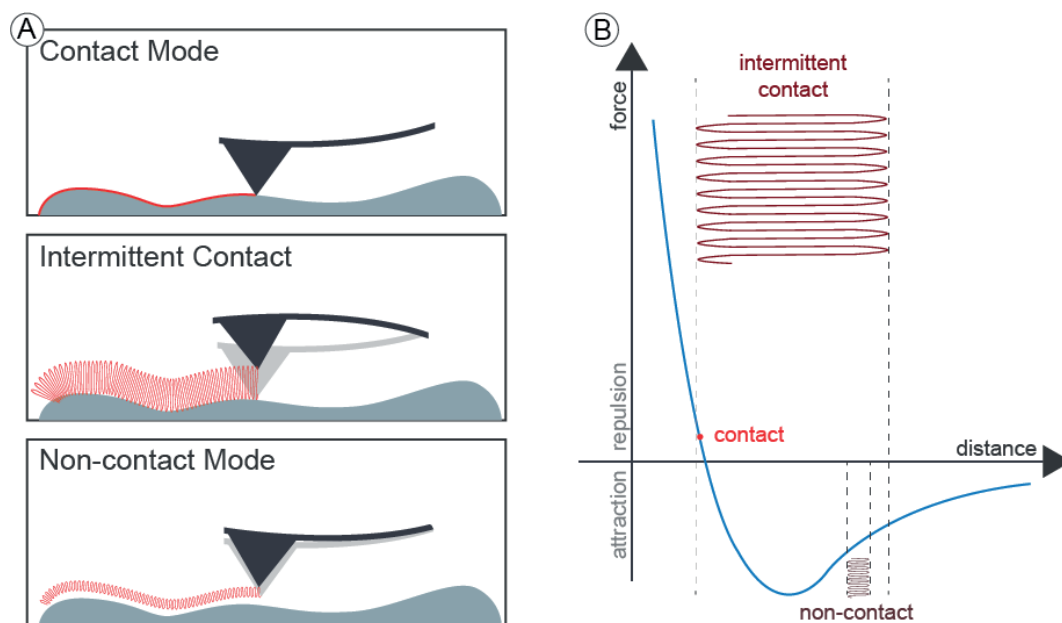 A
Contact Mode
Intermittent Contact
Non-contact Mode
B
intermittent
contact
force
repulsion
contact
distance
attraction
non-contact